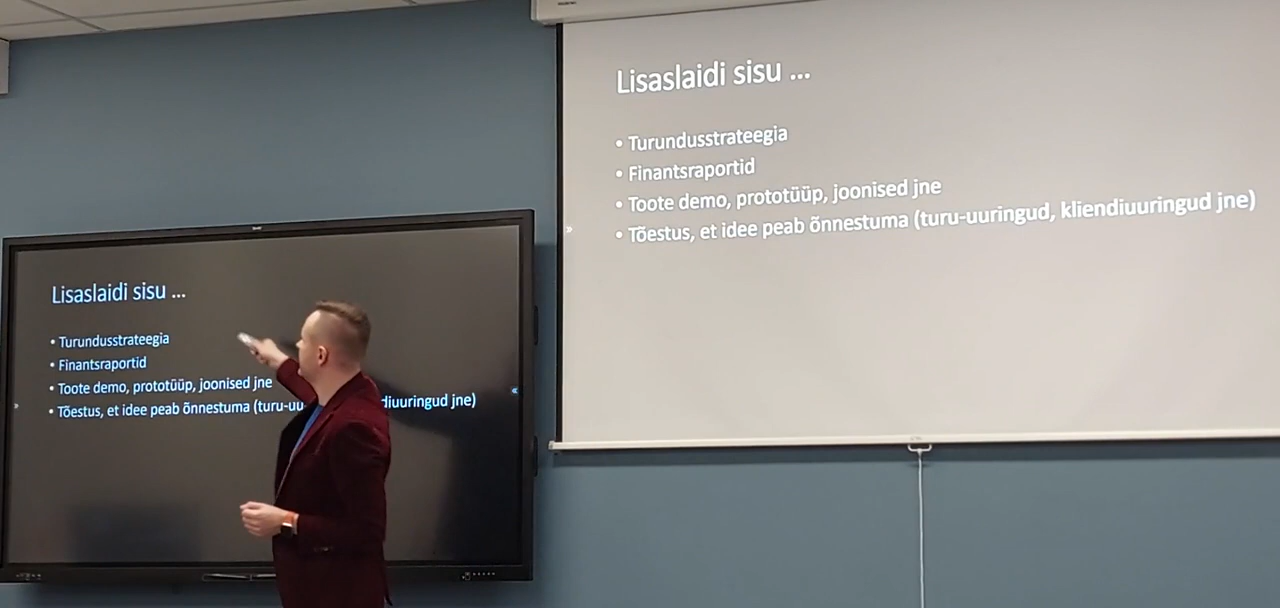 Lisaslaidi sisu ...
• Turundusstrateegia
• Finantsraportid
• Toote demo, prototüüp, joonised jne
• Tõestus, et idee peab õnnestuma (turu-uuringud, kliendiuuringud jne)
Lisaslaidi sisu ...
• Turundusstrateegia
• Finantsraportid
• Toote demo, prototüüp, joonised jne
• Tõestus, et idee peab õnnestuma (turu-uu diuuringud jne)